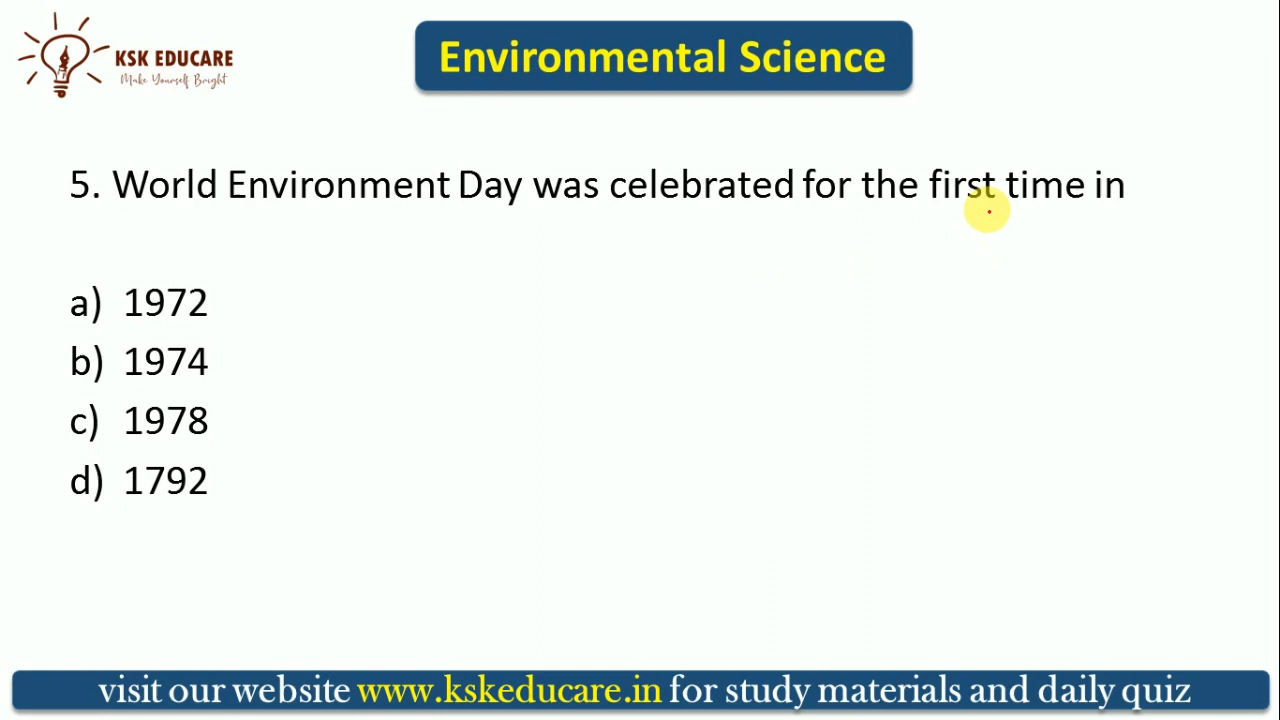 KSK EDUCARE
Make Yourself Bright
Environmental Science
5. World Environment Day was celebrated for the first time in
a) 1972
b) 1974
c) 1978
d) 1792
visit our website www.kskeducare.in for study materials and daily quiz